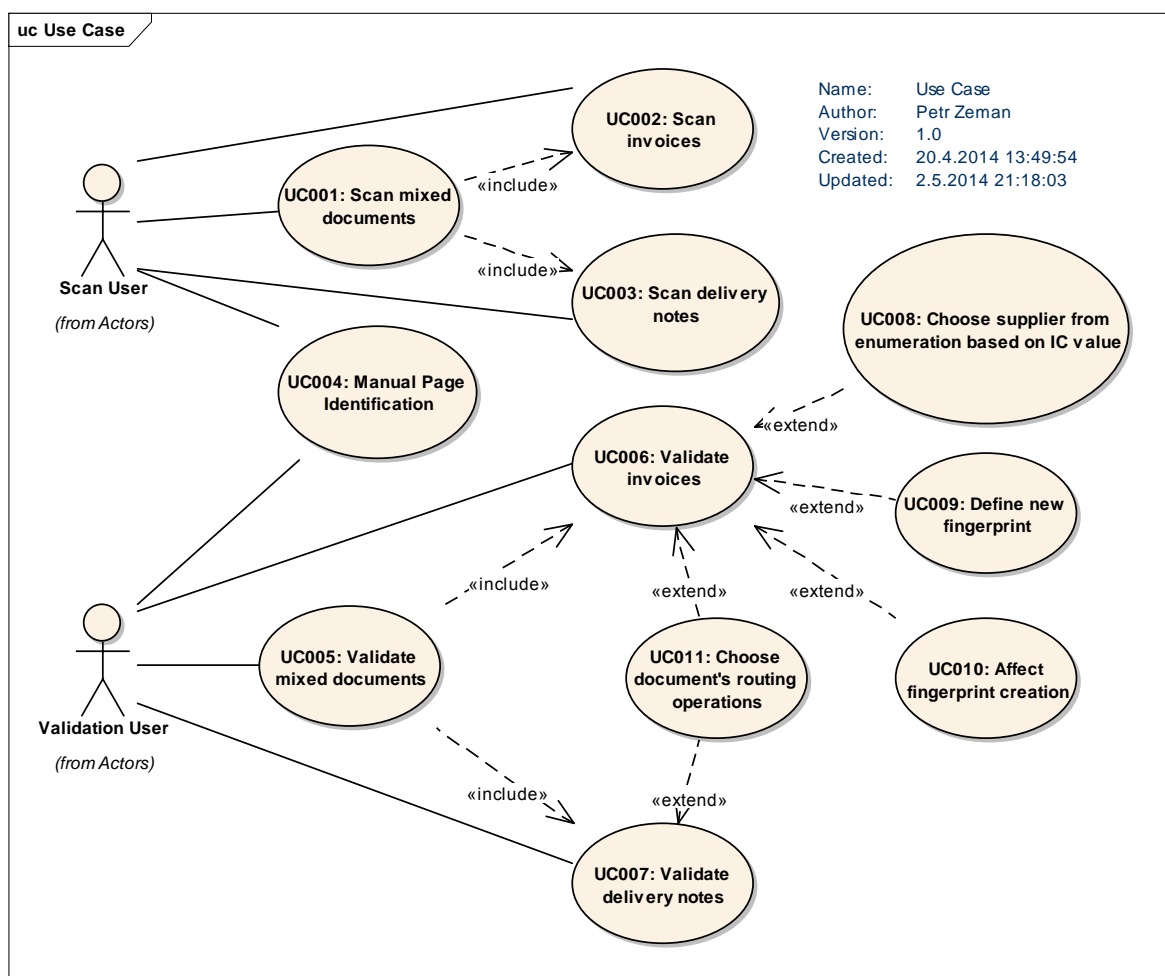 uc Use Case
Name: Use Case
Author: Petr Zeman
Version: 1.0
Created: 20.4.2014 13:49:54
Updated: 2.5.2014 21:18:03
UC002: Scan
invoices
UC001: Scan mixed
documents
«include»
«include»
Scan User
(from Actors)
UC003: Scan delivery
notes
UC008: Choose supplier from
enumeration based on IC value
UC004: Manual Page
Identification
«extend»
UC006: Validate
invoices
UC009: Define new
fingerprint
«extend»
«include»
«extend»
«extend»
UC005: Validate
mixed documents
UC011: Choose
document's routing
operations
UC010: Affect
fingerprint creation
Validation User
(from Actors)
«include»
«extend»
UC007: Validate
delivery notes